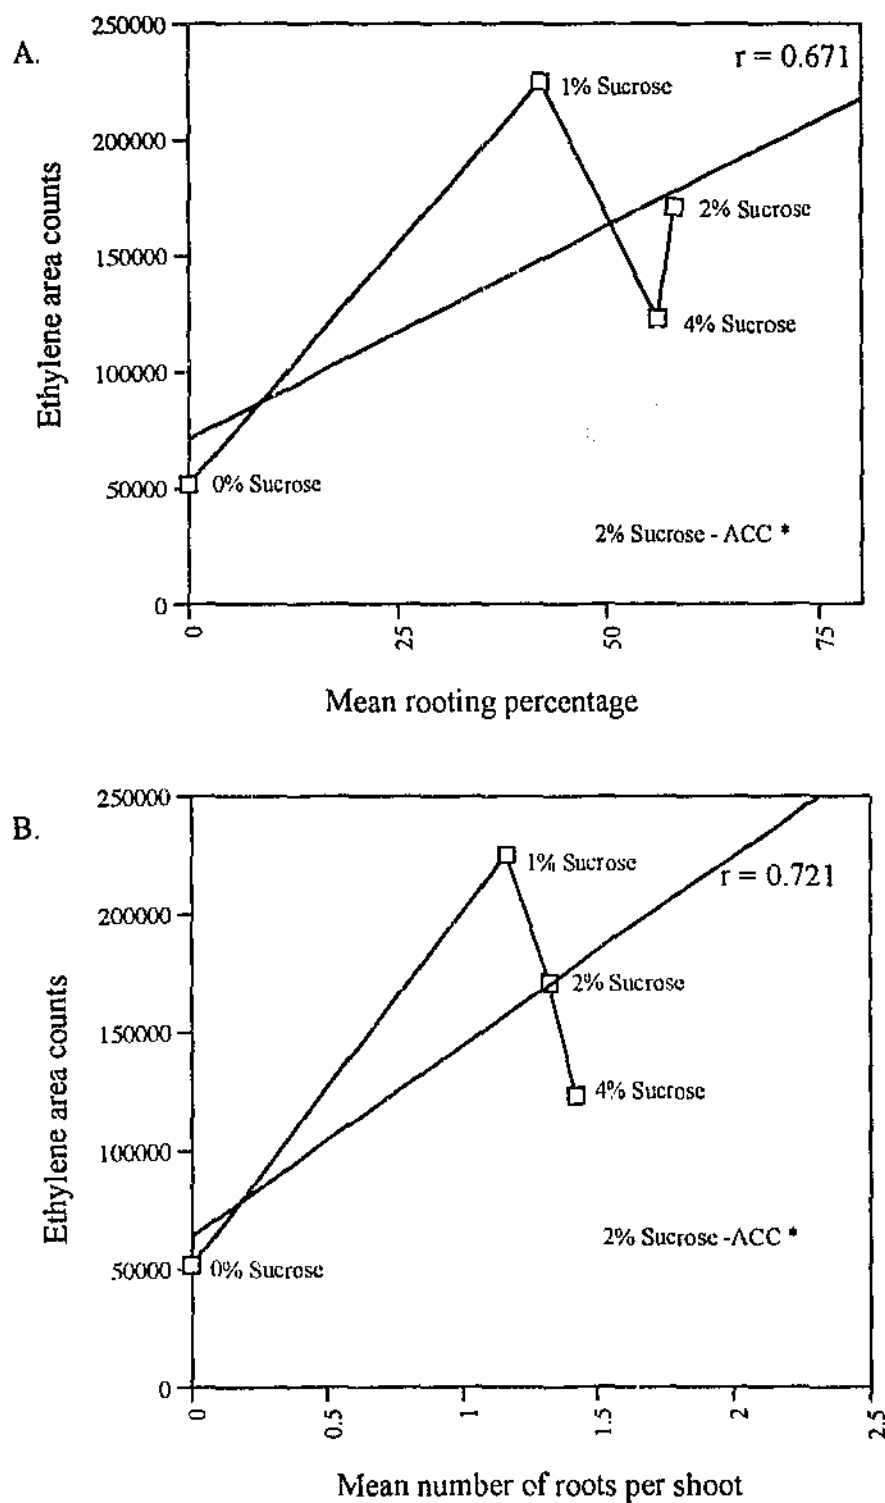 A.
250000
r = 0.671
1% Sucrose
200000
2% Sucrose
150000
4% Sucrose
100000
Ethylene area counts
50000
0% Sucrose
2% Sucrose - ACC *
0
0
25
50
75
Mean rooting percentage
B.
250000
1% Sucrose
r = 0.721
200000
2% Sucrose
150000
4% Sucrose
100000
Ethylene area counts
2% Sucrose -ACC *
50000
0% Sucrose
0
0
0.5
1
1.5
2
2.5
Mean number of roots per shoot